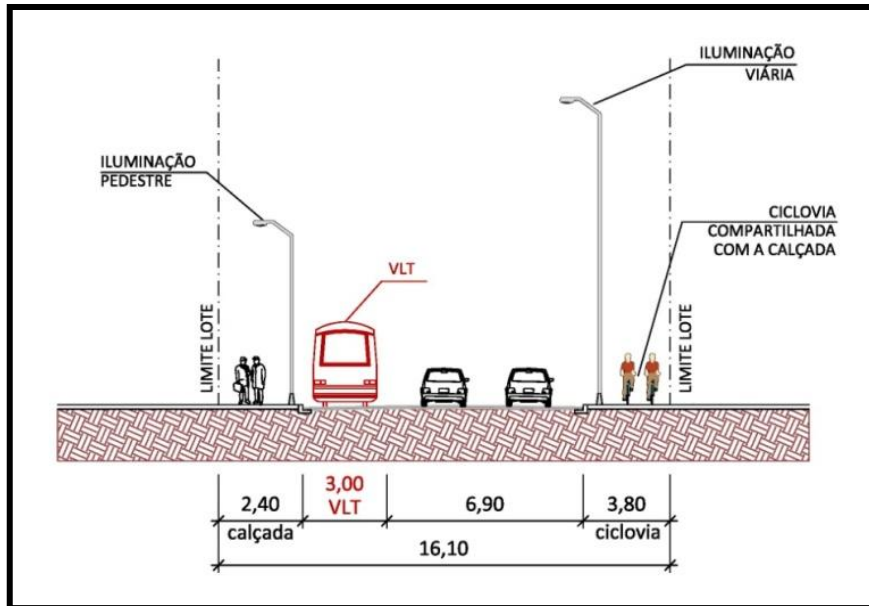 ILUMINAÇÃO
VIÁRIA
ILUMINAÇÃO
PEDESTRE
CICLOVIA
COMPARTILHADA
COM A CALÇADA
VLT
LIMITE LOTE
LIMITE LOTE
2,40
calçada
3,00
VLT
6,90
3,80
ciclovia
16,10